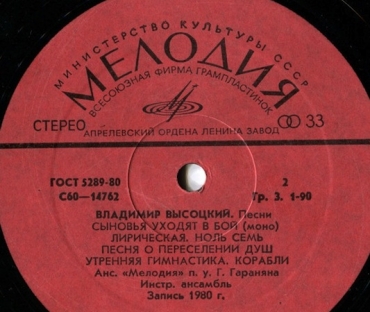 МИНИСТЕРСТВО КУЛЬТУРЫ СССР
МЕЛОДИЯ
ВСЕСОЮЗНАЯ ФИРМА ГРАМПЛАСТИНОК
СТЕРЕО
33
АПРЕЛЕВСКИЙ ОРДЕНА ЛЕНИНА ЗАВОД
ГОСТ 5289-80
2
С60—14762
Гр. 3. 1-90
ВЛАДИМИР ВЫСОЦКИЙ. Песни
СЫНОВЬЯ УХОДЯТ В БОЙ (моно)
ЛИРИЧЕСКАЯ. НОЛЬ СЕМЬ
ПЕСНЯ О ПЕРЕСЕЛЕНИИ ДУШ
УТРЕННЯЯ ГИМНАСТИКА. КОРАБЛИ
Анс. «Мелодия» п. у. Г. Гараняна
Инстр. ансамбль
Запись 1980 г.